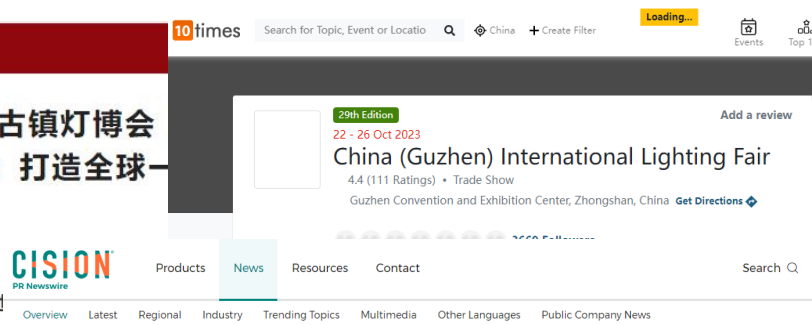 10 times
Search for Topic, Event or Locatio
China
Create Filter
Loading...
Events
Top 1
古镇灯博会
打造全球一
29th Edition
Add a review
22 - 26 Oct 2023
China (Guzhen) International Lighting Fair
4.4 (111 Ratings) • Trade Show
Guzhen Convention and Exhibition Center, Zhongshan, China Get Directions
CISION
PR Newswire
Products
News
Resources
Contact
Search
Overview
Latest
Regional
Industry
Trending Topics
Multimedia
Other Languages
Public Company News